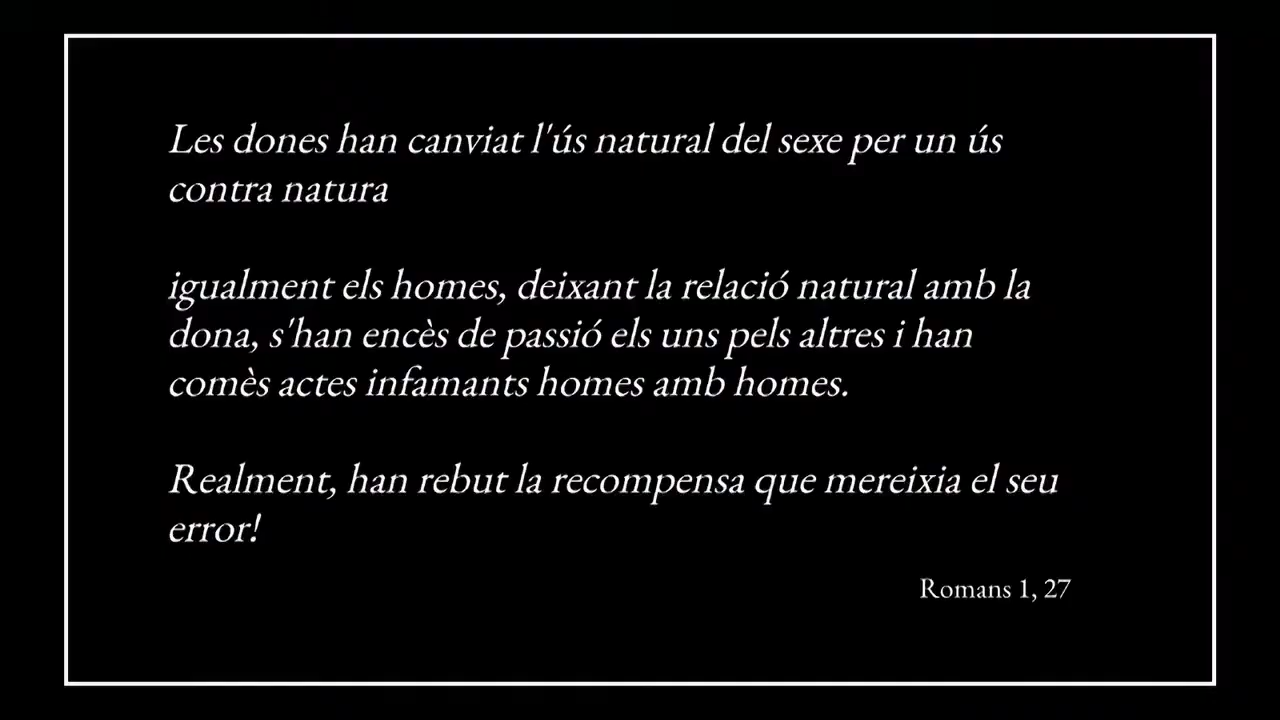 Les dones han canviat l'ús natural del sexe per un ús
contra natura
igualment els homes, deixant la relació natural amb la
dona, s'han encès de passió els uns pels altres i han
comès actes infamants homes amb homes.
Realment, han rebut la recompensa que mereixia el seu
error!
Romans 1, 27